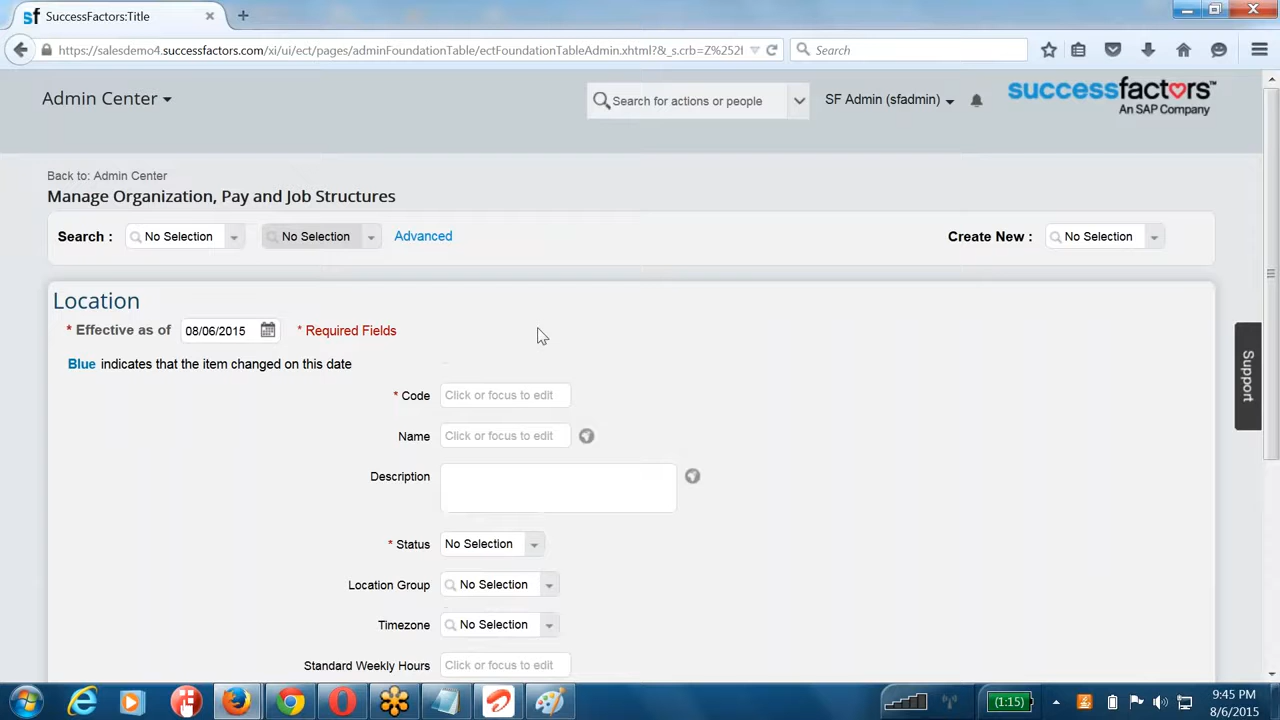 SuccessFactors:Title
https://salesdemo4.successfactors.com/xi/ui/ect/pages/adminFoundationTable/ectFoundationTableAdmin.xhtml?&_s.crb=Z%252
Search
Admin Center
Search for actions or people
SF Admin (sfadmin)
successfactors™
An SAP Company
Back to: Admin Center
Manage Organization, Pay and Job Structures
Search : No Selection No Selection Advanced Create New : No Selection
Location
* Effective as of 08/06/2015 * Required Fields
Blue indicates that the item changed on this date
* Code Click or focus to edit
Name Click or focus to edit
Description
* Status No Selection
Location Group No Selection
Timezone No Selection
Standard Weekly Hours Click or focus to edit
Support
(1:15)
9:45 PM
8/6/2015